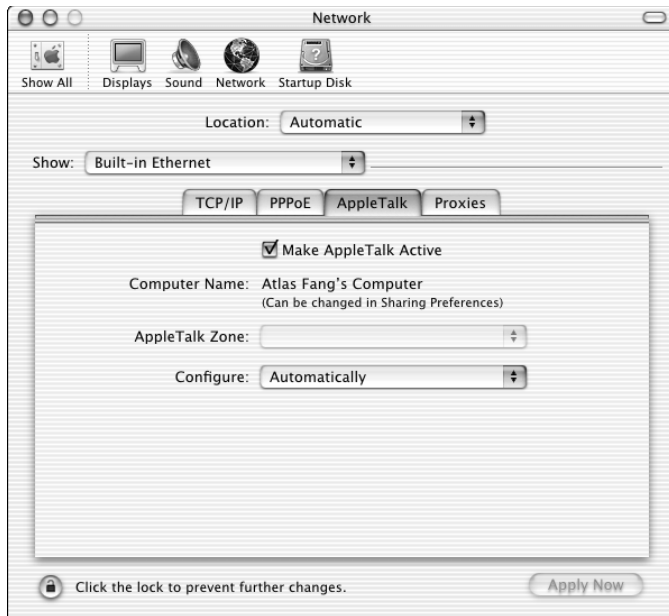 Network
Show All Displays Sound Network Startup Disk
Location: Automatic
Show: Built-in Ethernet
TCP/IP PPPoE AppleTalk Proxies
Make AppleTalk Active
Computer Name: Atlas Fang's Computer
(Can be changed in Sharing Preferences)
AppleTalk Zone:
Configure: Automatically
Click the lock to prevent further changes. Apply Now